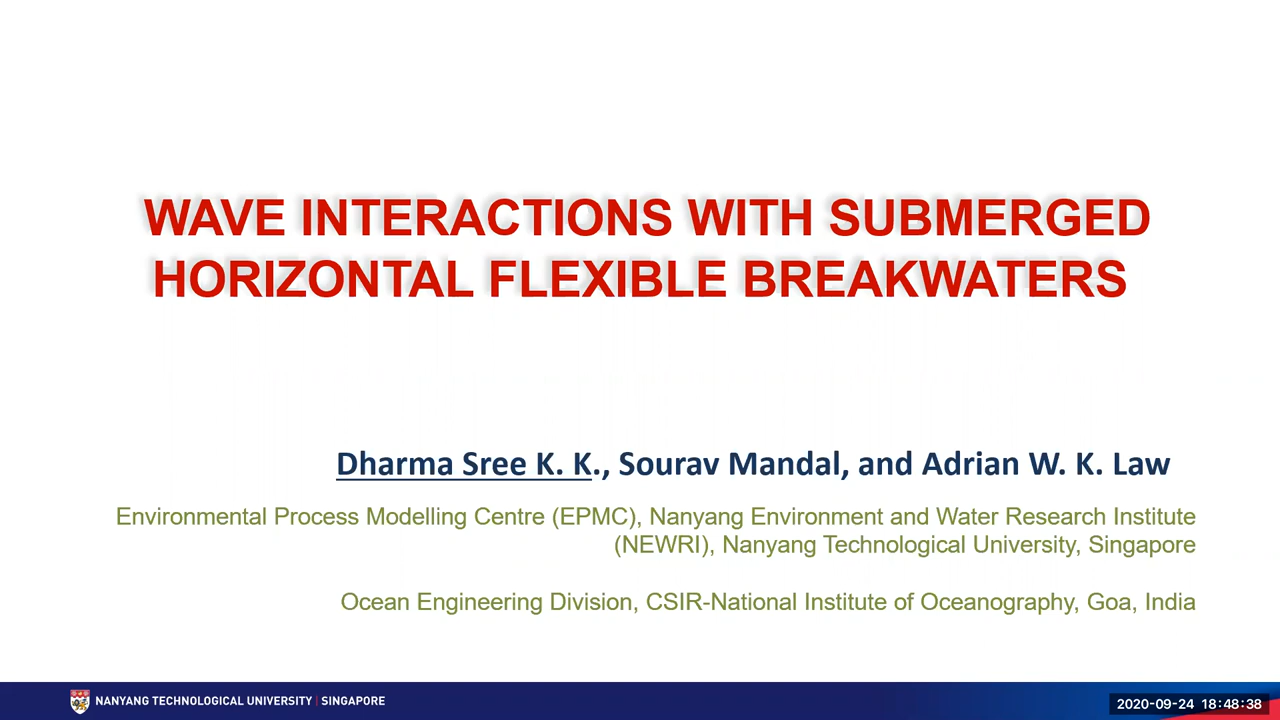 WAVE INTERACTIONS WITH SUBMERGED
HORIZONTAL FLEXIBLE BREAKWATERS
Dharma Sree K. K., Sourav Mandal, and Adrian W. K. Law
Environmental Process Modelling Centre (EPMC), Nanyang Environment and Water Research Institute
(NEWRI), Nanyang Technological University, Singapore
Ocean Engineering Division, CSIR-National Institute of Oceanography, Goa, India
NANYANG TECHNOLOGICAL UNIVERSITY | SINGAPORE
2020-09-24 18:48:38